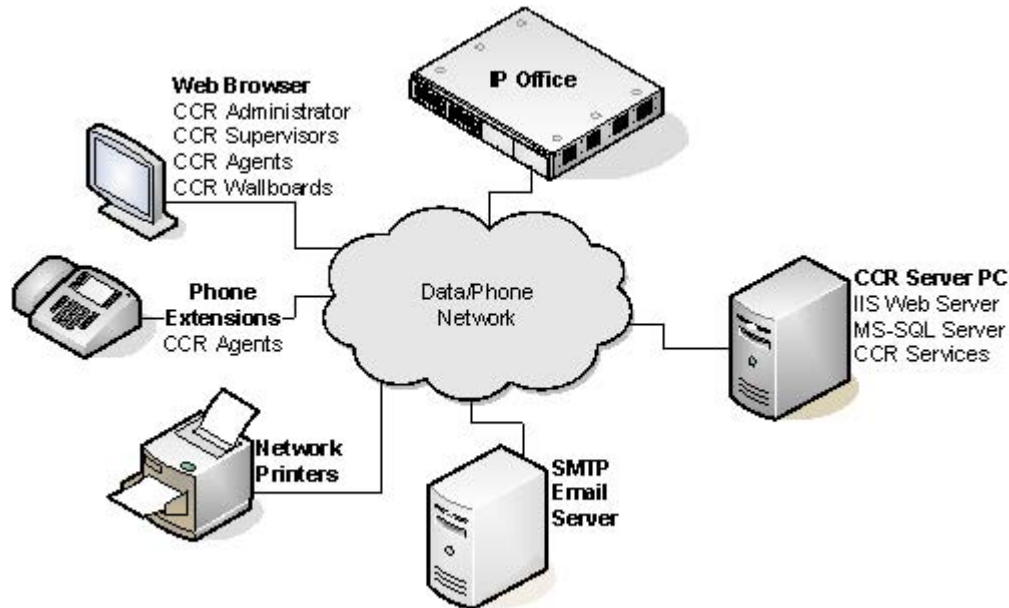 IP Office
Web Browser
CCR Administrator
CCR Supervisors
CCR Agents
CCR Wallboards
Data/Phone
Network
CCR Server PC
IIS Web Server
MS-SQL Server
CCR Services
Phone
Extensions
CCR Agents
Network
Printers
SMTP
Email
Server